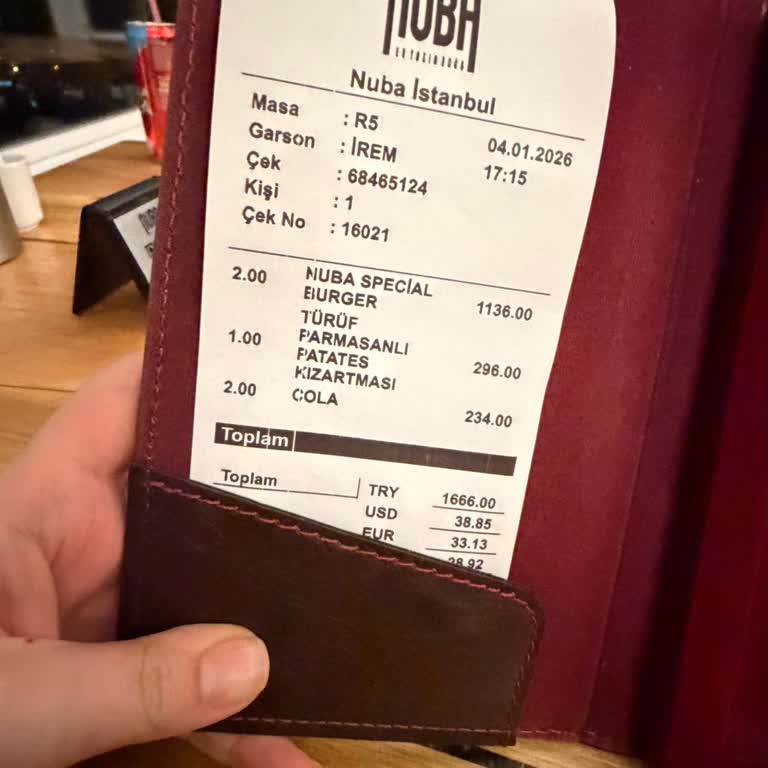 NUBA
Nuba İstanbul
Masa : R5
Garson : İREM 04.01.2026
Çek : 68465124 17:15
Kişi : 1
Çek No : 16021
2.00 NUBA SPECİAL
BURGER 1136.00
TÜRÜF
1.00 PARMASANLI
PATATES 296.00
KIZARTMASI
2.00 COLA 234.00
Toplam
Toplam TRY 1666.00
USD 38.85
EUR 33.13
28.92